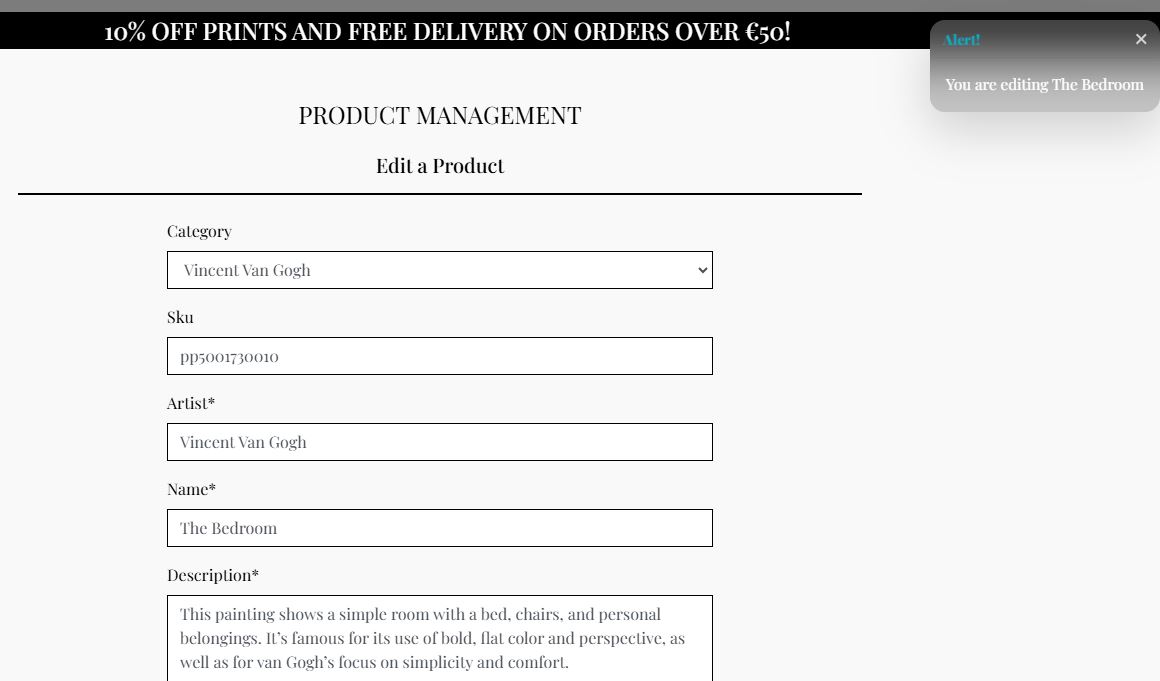 10% OFF PRINTS AND FREE DELIVERY ON ORDERS OVER €50!
Alert!
×
You are editing The Bedroom
PRODUCT MANAGEMENT
Edit a Product
Category
Vincent Van Gogh
Sku
pp5001730010
Artist*
Vincent Van Gogh
Name*
The Bedroom
Description*
This painting shows a simple room with a bed, chairs, and personal
belongings. It’s famous for its use of bold, flat color and perspective, as
well as for van Gogh’s focus on simplicity and comfort.